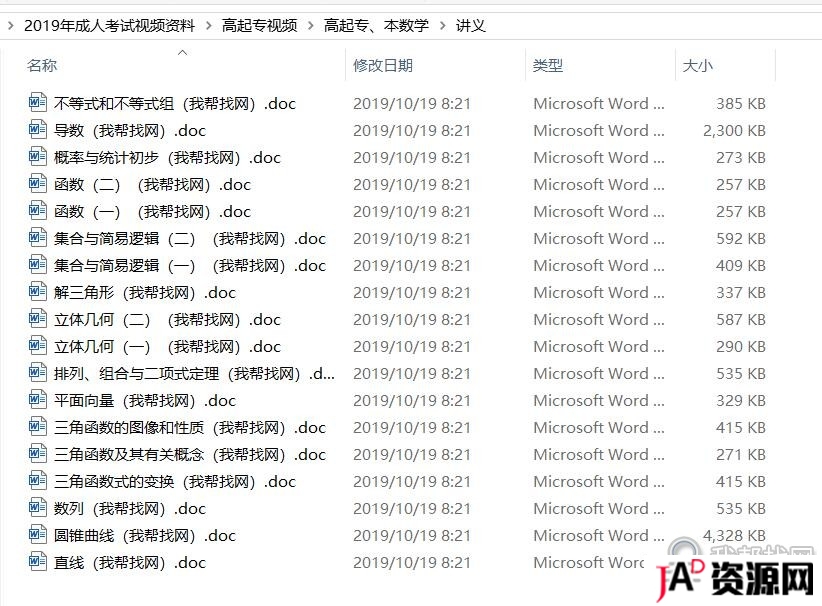 2019年成人考试视频资料 > 高起专视频 > 高起专、本数学 > 讲义
名称 修改日期 类型 大小
不等式和不等式组（我帮找网）.doc 2019/10/19 8:21 Microsoft Word ... 385 KB
导数（我帮找网）.doc 2019/10/19 8:21 Microsoft Word ... 2,300 KB
概率与统计初步（我帮找网）.doc 2019/10/19 8:21 Microsoft Word ... 273 KB
函数（二）（我帮找网）.doc 2019/10/19 8:21 Microsoft Word ... 257 KB
函数（一）（我帮找网）.doc 2019/10/19 8:21 Microsoft Word ... 257 KB
集合与简易逻辑（二）（我帮找网）.doc 2019/10/19 8:21 Microsoft Word ... 592 KB
集合与简易逻辑（一）（我帮找网）.doc 2019/10/19 8:21 Microsoft Word ... 409 KB
解三角形（我帮找网）.doc 2019/10/19 8:21 Microsoft Word ... 337 KB
立体几何（二）（我帮找网）.doc 2019/10/19 8:21 Microsoft Word ... 587 KB
立体几何（一）（我帮找网）.doc 2019/10/19 8:21 Microsoft Word ... 290 KB
排列、组合与二项式定理（我帮找网）.d... 2019/10/19 8:21 Microsoft Word ... 535 KB
平面向量（我帮找网）.doc 2019/10/19 8:21 Microsoft Word ... 329 KB
三角函数的图像和性质（我帮找网）.doc 2019/10/19 8:21 Microsoft Word ... 415 KB
三角函数及其有关概念（我帮找网）.doc 2019/10/19 8:21 Microsoft Word ... 271 KB
三角函数式的变换（我帮找网）.doc 2019/10/19 8:21 Microsoft Word ... 415 KB
数列（我帮找网）.doc 2019/10/19 8:21 Microsoft Word ... 535 KB
圆锥曲线（我帮找网）.doc 2019/10/19 8:21 Microsoft Word ... 4,328 KB
直线（我帮找网）.doc 2019/10/19 8:21 Microsoft Word
JAD资源网